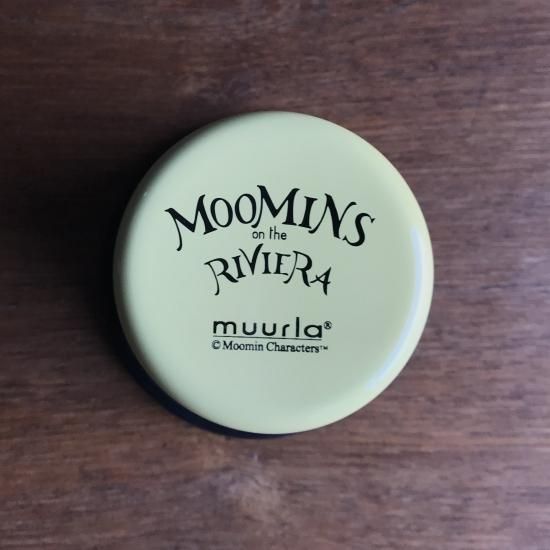 MOOMINS
on the
RIVIERA
muurla®
© Moomin Characters™